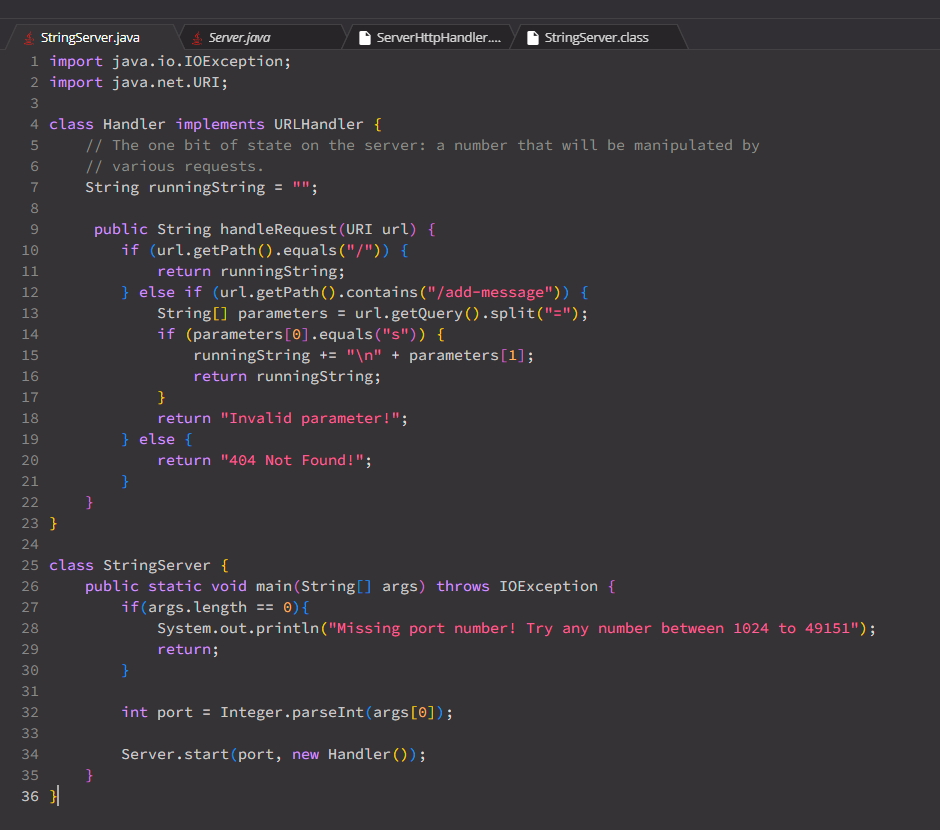 StringServer.java Server.java ServerHttpHandler.... StringServer.class
1 import java.io.IOException;
2 import java.net.URI;
3
4 class Handler implements URLHandler {
5     // The one bit of state on the server: a number that will be manipulated by
6     // various requests.
7     String runningString = "";
8
9      public String handleRequest(URI url) {
10         if (url.getPath().equals("/")) {
11             return runningString;
12         } else if (url.getPath().contains("/add-message")) {
13             String[] parameters = url.getQuery().split("=");
14             if (parameters[0].equals("s")) {
15                 runningString += "\n" + parameters[1];
16                 return runningString;
17             }
18             return "Invalid parameter!";
19         } else {
20             return "404 Not Found!";
21         }
22     }
23 }
24
25 class StringServer {
26     public static void main(String[] args) throws IOException {
27         if(args.length == 0){
28             System.out.println("Missing port number! Try any number between 1024 to 49151");
29             return;
30         }
31
32         int port = Integer.parseInt(args[0]);
33
34         Server.start(port, new Handler());
35     }
36 }